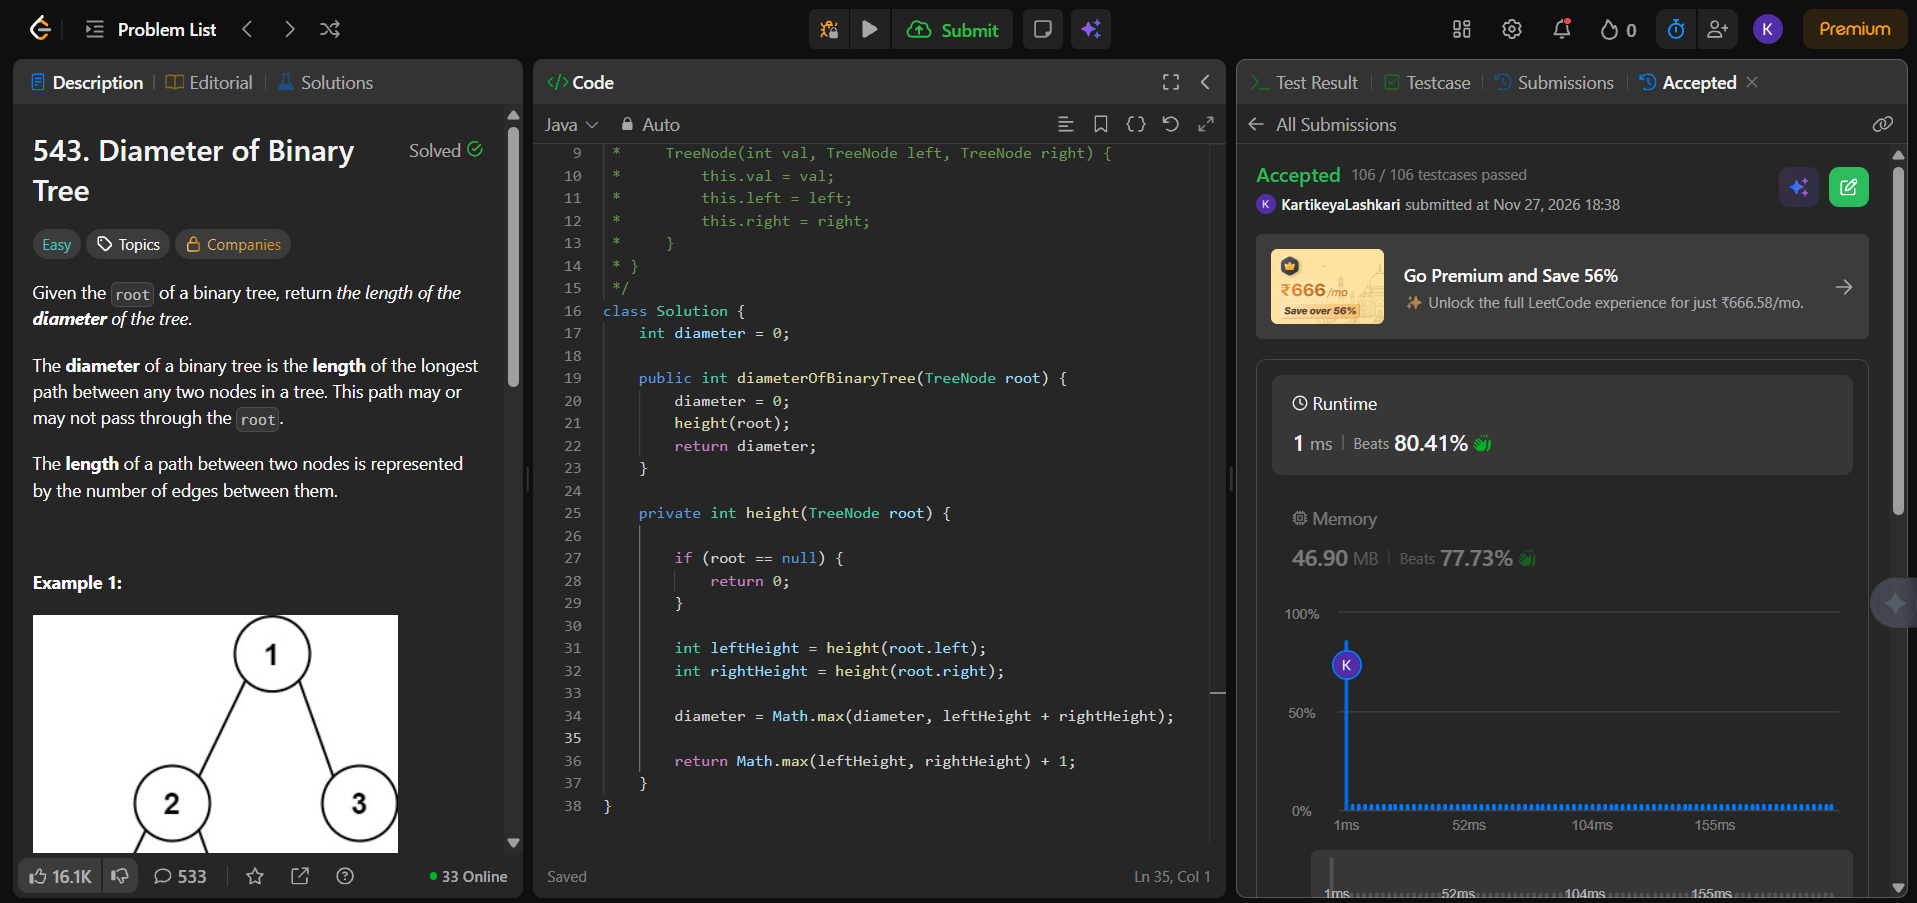 Problem List
Submit
0
K
Premium
Description
Editorial
Solutions
543. Diameter of Binary
Tree
Solved
Easy
Topics
Companies
Given the root of a binary tree, return the length of the
diameter of the tree.
The diameter of a binary tree is the length of the longest
path between any two nodes in a tree. This path may or
may not pass through the root.
The length of a path between two nodes is represented
by the number of edges between them.
Example 1:
1
2
3
16.1K
533
33 Online
</> Code
Java
Auto
9 *     TreeNode(int val, TreeNode left, TreeNode right) {
10 *         this.val = val;
11 *         this.left = left;
12 *         this.right = right;
13 *     }
14 * }
15 */
16 class Solution {
17     int diameter = 0;
18
19     public int diameterOfBinaryTree(TreeNode root) {
20         diameter = 0;
21         height(root);
22         return diameter;
23     }
24
25     private int height(TreeNode root) {
26
27         if (root == null) {
28             return 0;
29         }
30
31         int leftHeight = height(root.left);
32         int rightHeight = height(root.right);
33
34         diameter = Math.max(diameter, leftHeight + rightHeight);
35
36         return Math.max(leftHeight, rightHeight) + 1;
37     }
38 }
Saved
Ln 35, Col 1
Test Result
Testcase
Submissions
Accepted
All Submissions
Accepted 106 / 106 testcases passed
K KartikeyaLashkari submitted at Nov 27, 2026 18:38
₹666 /mo
Save over 56%
Go Premium and Save 56%
Unlock the full LeetCode experience for just ₹666.58/mo.
Runtime
1 ms | Beats 80.41%
Memory
46.90 MB | Beats 77.73%
100%
K
50%
0%
1ms 52ms 104ms 155ms
1ms 52ms 104ms 155ms